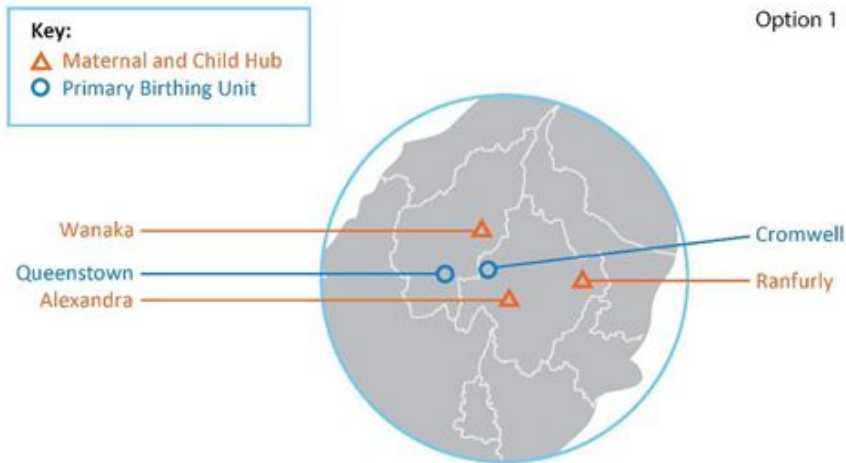 Option 1
Key:
Maternal and Child Hub
Primary Birthing Unit
Wanaka
Cromwell
Queenstown
Ranfurly
Alexandra